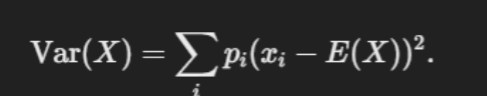 Var(X) = ∑ᵢ pᵢ(xᵢ − E(X))².